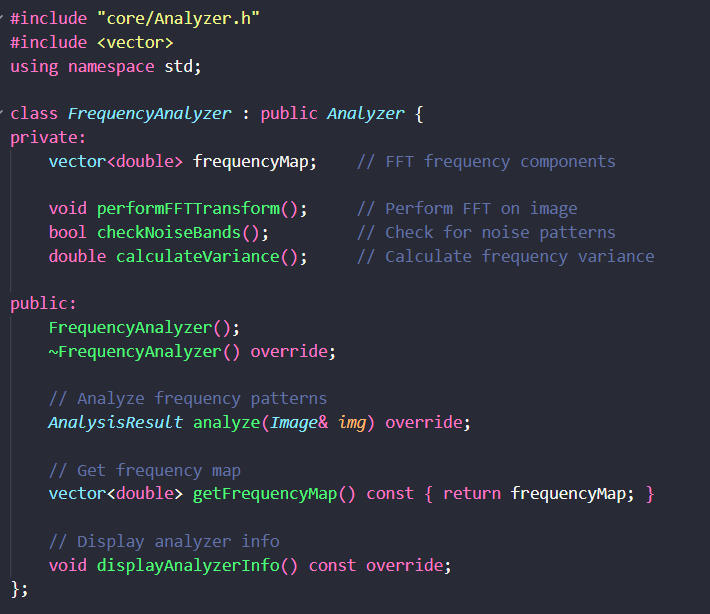 #include "core/Analyzer.h"
#include <vector>
using namespace std;
class FrequencyAnalyzer : public Analyzer {
private:
    vector<double> frequencyMap;    // FFT frequency components
    void performFFTTransform();     // Perform FFT on image
    bool checkNoiseBands();         // Check for noise patterns
    double calculateVariance();     // Calculate frequency variance
public:
    FrequencyAnalyzer();
    ~FrequencyAnalyzer() override;
    // Analyze frequency patterns
    AnalysisResult analyze(Image& img) override;
    // Get frequency map
    vector<double> getFrequencyMap() const { return frequencyMap; }
    // Display analyzer info
    void displayAnalyzerInfo() const override;
};